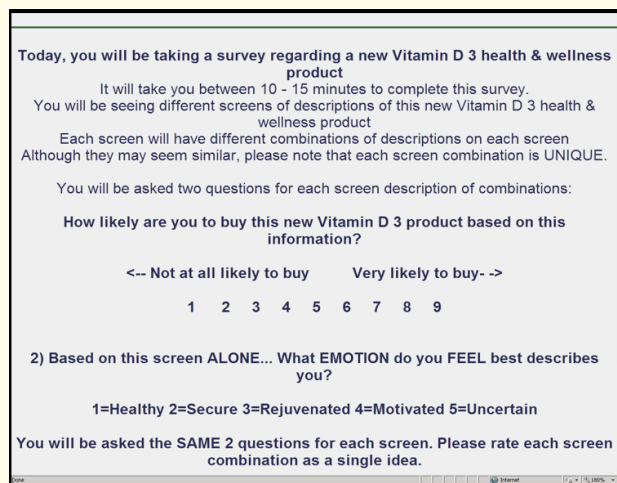 Today, you will be taking a survey regarding a new Vitamin D 3 health & wellness
product
It will take you between 10 - 15 minutes to complete this survey.
You will be seeing different screens of descriptions of this new Vitamin D 3 health &
wellness product
Each screen will have different combinations of descriptions on each screen
Although they may seem similar, please note that each screen combination is UNIQUE.
You will be asked two questions for each screen description of combinations:
How likely are you to buy this new Vitamin D 3 product based on this
information?
<-- Not at all likely to buy Very likely to buy- ->
1 2 3 4 5 6 7 8 9
2) Based on this screen ALONE... What EMOTION do you FEEL best describes
you?
1=Healthy 2=Secure 3=Rejuvenated 4=Motivated 5=Uncertain
You will be asked the SAME 2 questions for each screen. Please rate each screen
combination as a single idea.
Done Internet 180%